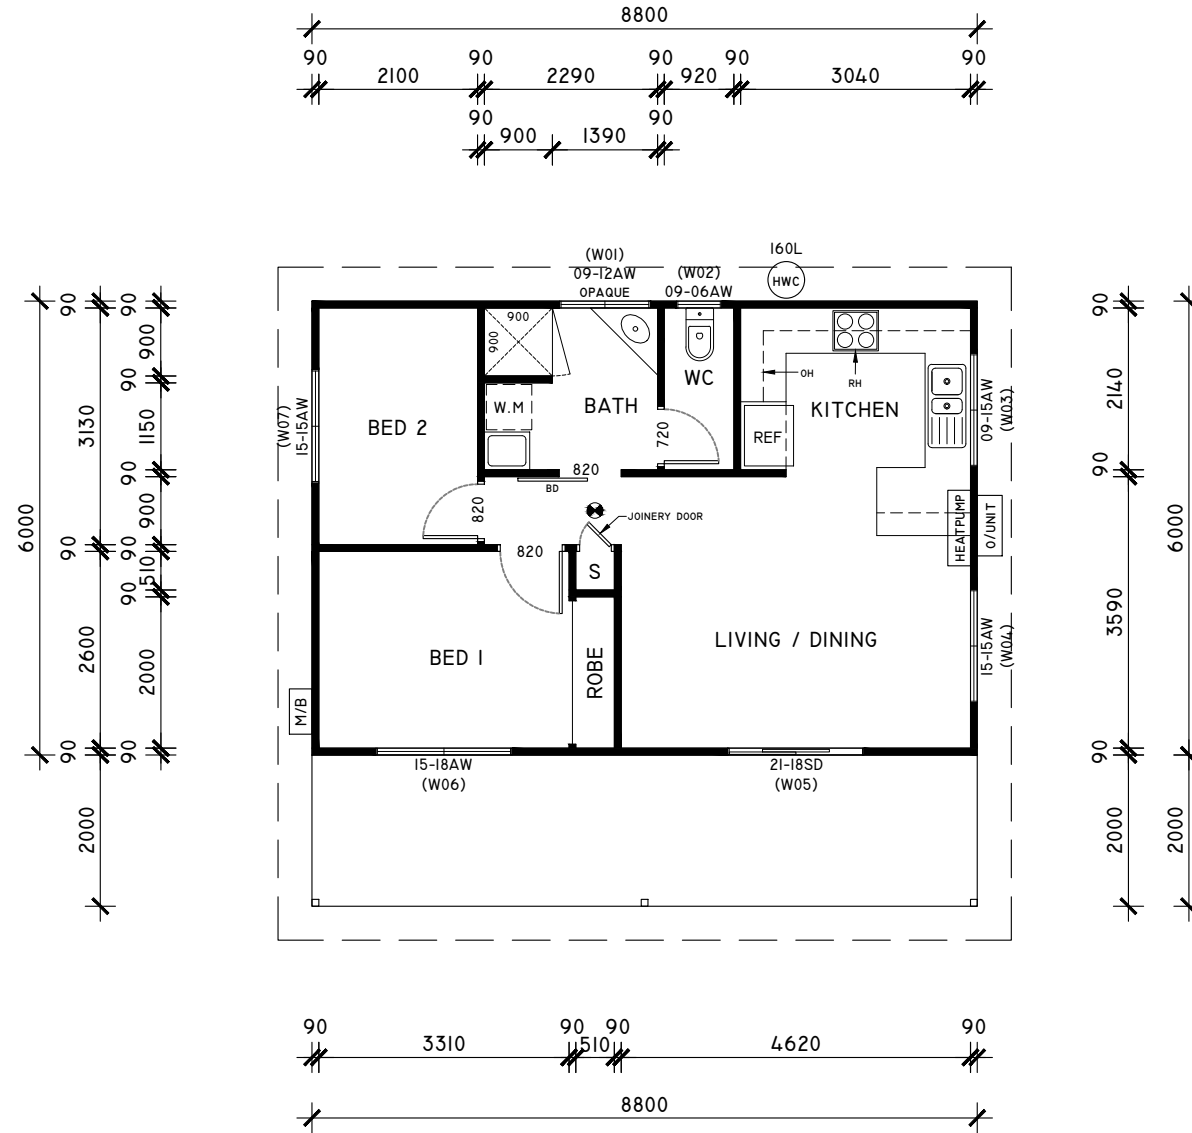 8800
90 90 90 90 90
2100 2290 920 3040
90 90
900 1390
160L
HWC
(W01)
09-12AW
OPAQUE
(W02)
09-06AW
900
900
W.M
BATH
WC
720
OH
RH
KITCHEN
REF
09-15AW
(W03)
BED 2
(W07)
15-15AW
820
BD
820
820
JOINERY DOOR
S
HEATPUMP
O/UNIT
BED 1
ROBE
LIVING / DINING
15-15AW
(W04)
M/B
15-18AW
(W06)
21-18SD
(W05)
6000
90
3130
90
2600
90
2000
90
900
90
1150
90
900
90
510
90
2000
90
90
2140
90
3590
90
2000
6000
2000
90 90 90 90
3310 510 4620
8800